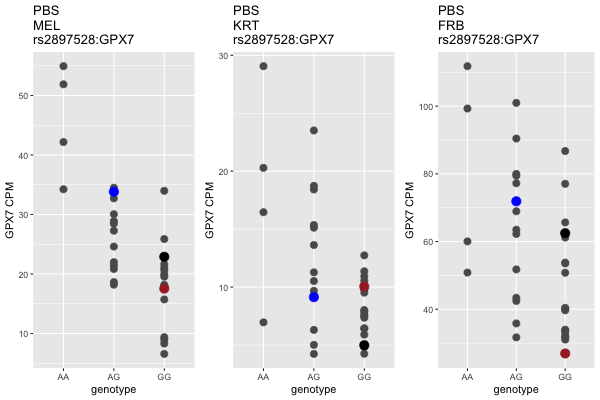 PBS
MEL
rs2897528:GPX7
GPX7 CPM
50
40
30
20
10
AA
AG
GG
genotype
PBS
KRT
rs2897528:GPX7
GPX7 CPM
30
20
10
AA
AG
GG
genotype
PBS
FRB
rs2897528:GPX7
GPX7 CPM
100
80
60
40
AA
AG
GG
genotype